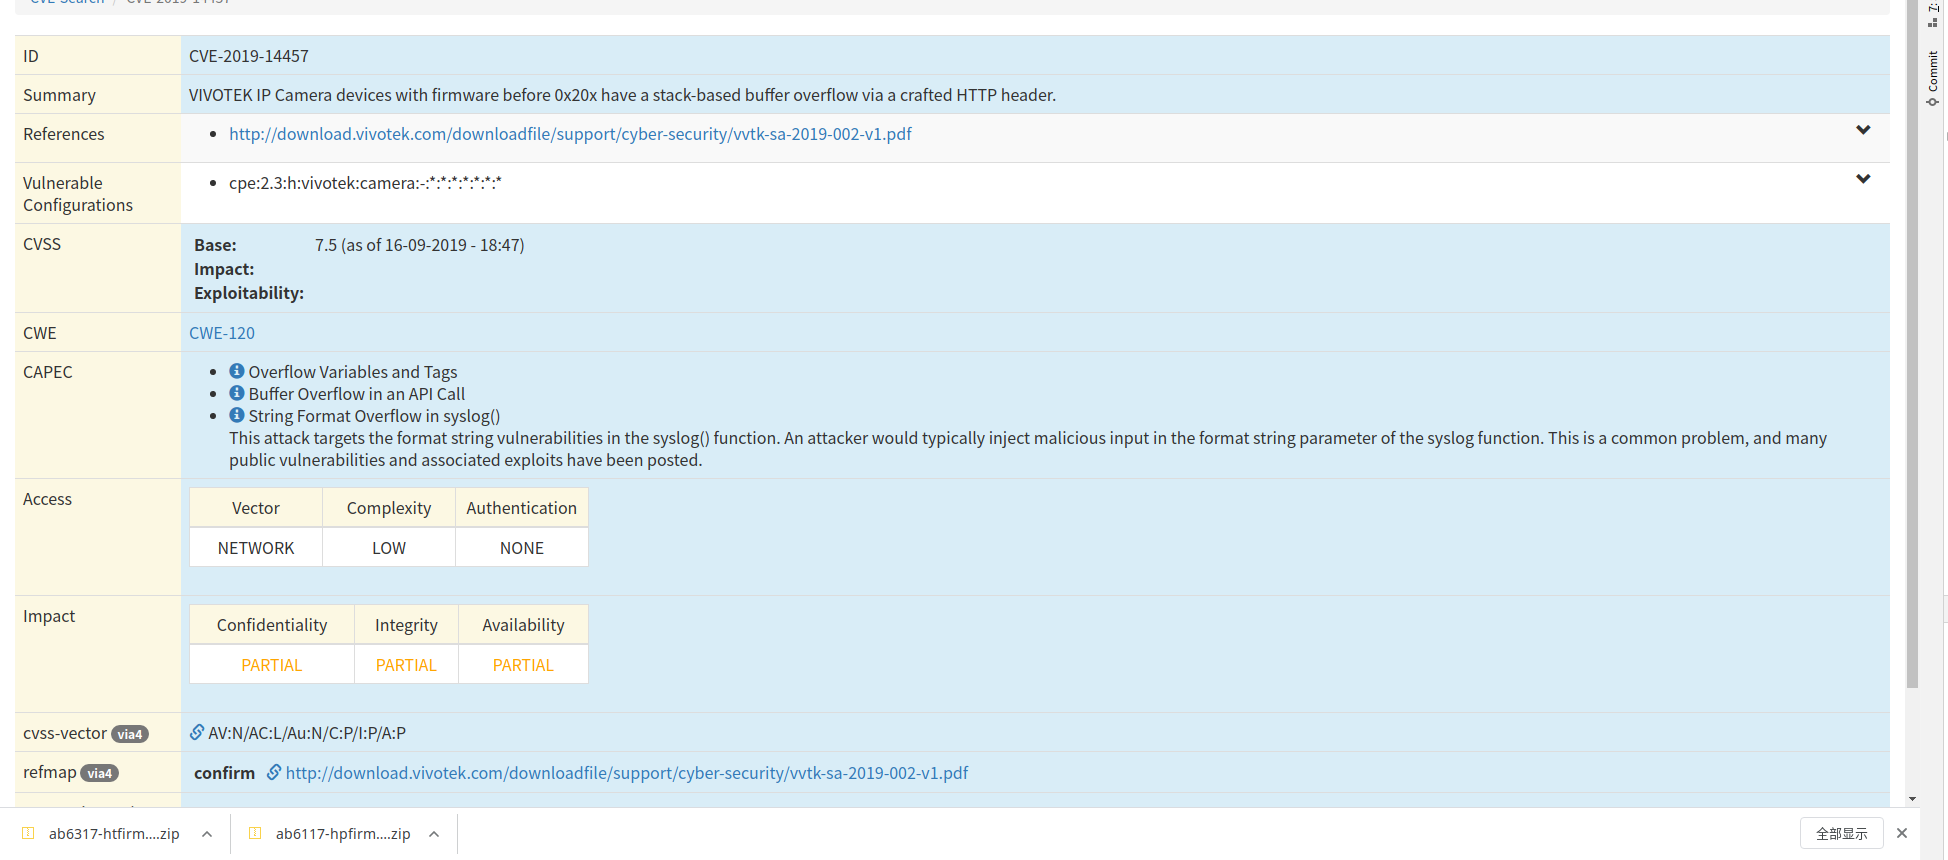 CVE-Search / CVE-2019-14457
ID CVE-2019-14457
Summary VIVOTEK IP Camera devices with firmware before 0x20x have a stack-based buffer overflow via a crafted HTTP header.
References • http://download.vivotek.com/downloadfile/support/cyber-security/vvtk-sa-2019-002-v1.pdf
Vulnerable
Configurations
• cpe:2.3:h:vivotek:camera:-:*:*:*:*:*:*:*
CVSS
Base: 7.5 (as of 16-09-2019 - 18:47)
Impact:
Exploitability:
CWE CWE-120
CAPEC
• Overflow Variables and Tags
• Buffer Overflow in an API Call
• String Format Overflow in syslog()
This attack targets the format string vulnerabilities in the syslog() function. An attacker would typically inject malicious input in the format string parameter of the syslog function. This is a common problem, and many
public vulnerabilities and associated exploits have been posted.
Access
Vector Complexity Authentication
NETWORK LOW NONE
Impact
Confidentiality Integrity Availability
PARTIAL PARTIAL PARTIAL
cvss-vector via4 AV:N/AC:L/Au:N/C:P/I:P/A:P
refmap via4 confirm http://download.vivotek.com/downloadfile/support/cyber-security/vvtk-sa-2019-002-v1.pdf
ab6317-htfirm....zip
ab6117-hpfirm....zip
全部显示
7:
Commit